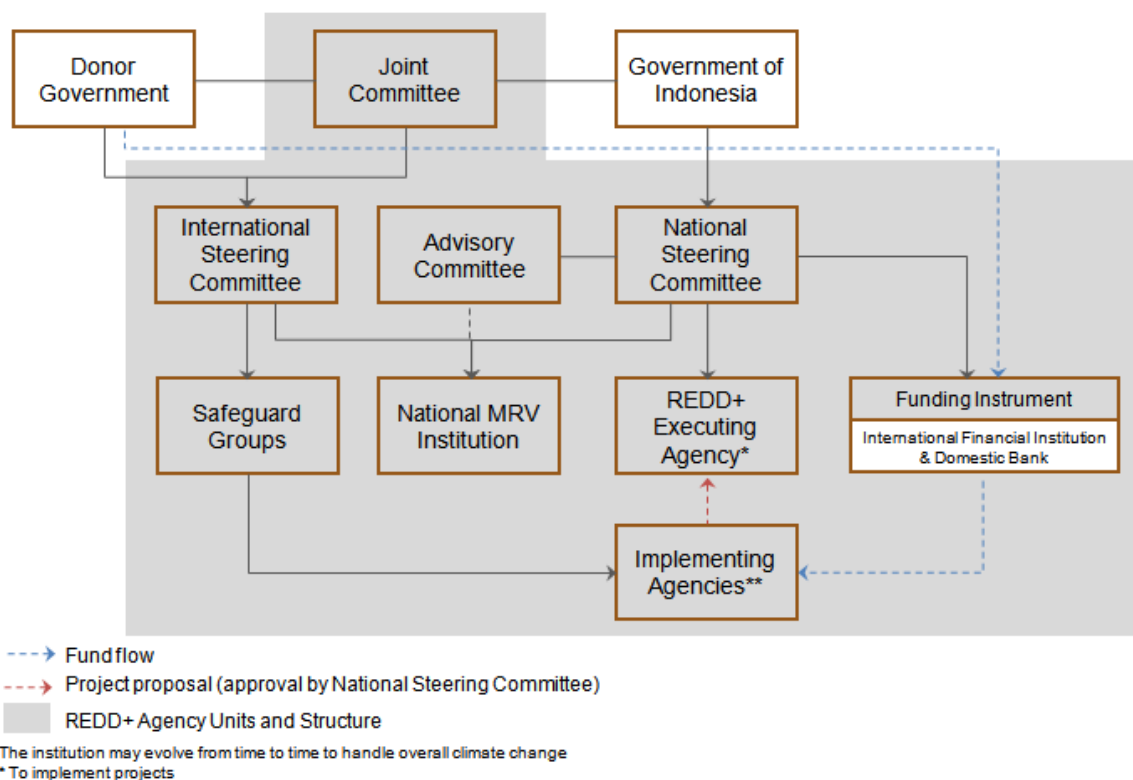 Donor
Government
Joint
Committee
Government of
Indonesia
International
Steering
Committee
Advisory
Committee
National
Steering
Committee
Safeguard
Groups
National MRV
Institution
REDD+
Executing
Agency*
Funding Instrument
International Financial Institution
& Domestic Bank
Implementing
Agencies**
Fund flow
Project proposal (approval by National Steering Committee)
REDD+ Agency Units and Structure
The institution may evolve from time to time to handle overall climate change
* To implement projects